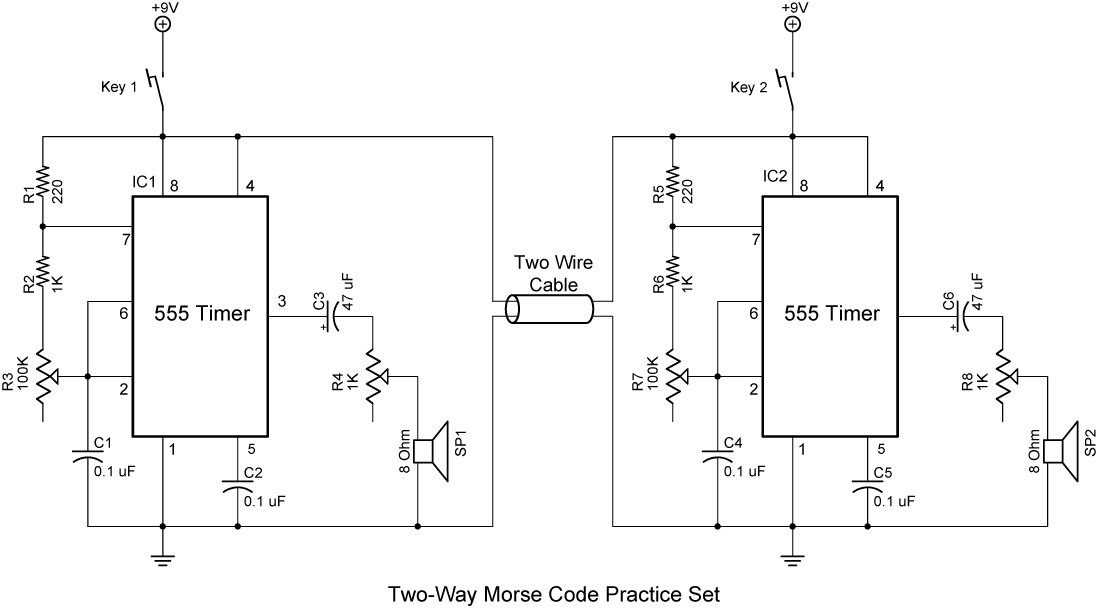 +9V
+9V
Key 1
Key 2
IC1
8
4
IC2
8
4
R1
220
R5
220
7
7
R2
1K
R6
1K
Two Wire
Cable
6
555 Timer
3
C3
47 uF
+
6
555 Timer
C6
47 uF
+
R3
100K
2
R4
1K
R7
100K
2
R8
1K
1
5
1
5
C1
0.1 uF
C2
0.1 uF
8 Ohm
SP1
C4
0.1 uF
C5
0.1 uF
8 Ohm
SP2
Two-Way Morse Code Practice Set